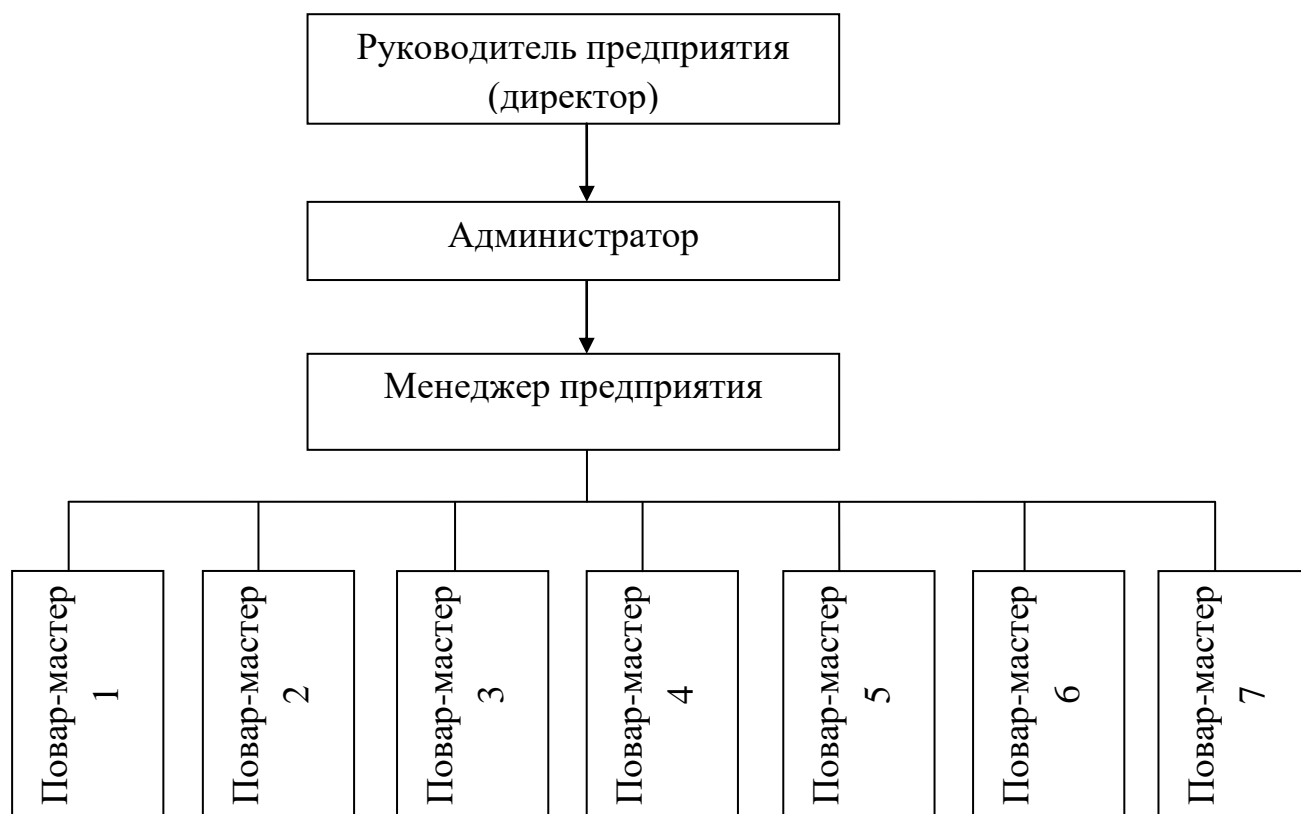 Руководитель предприятия
(директор)
Администратор
Менеджер предприятия
Повар-мастер
1
Повар-мастер
2
Повар-мастер
3
Повар-мастер
4
Повар-мастер
5
Повар-мастер
6
Повар-мастер
7